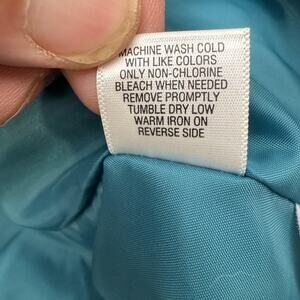 MACHINE WASH COLD
WITH LIKE COLORS
ONLY NON-CHLORINE
BLEACH WHEN NEEDED
REMOVE PROMPTLY
TUMBLE DRY LOW
WARM IRON ON
REVERSE SIDE